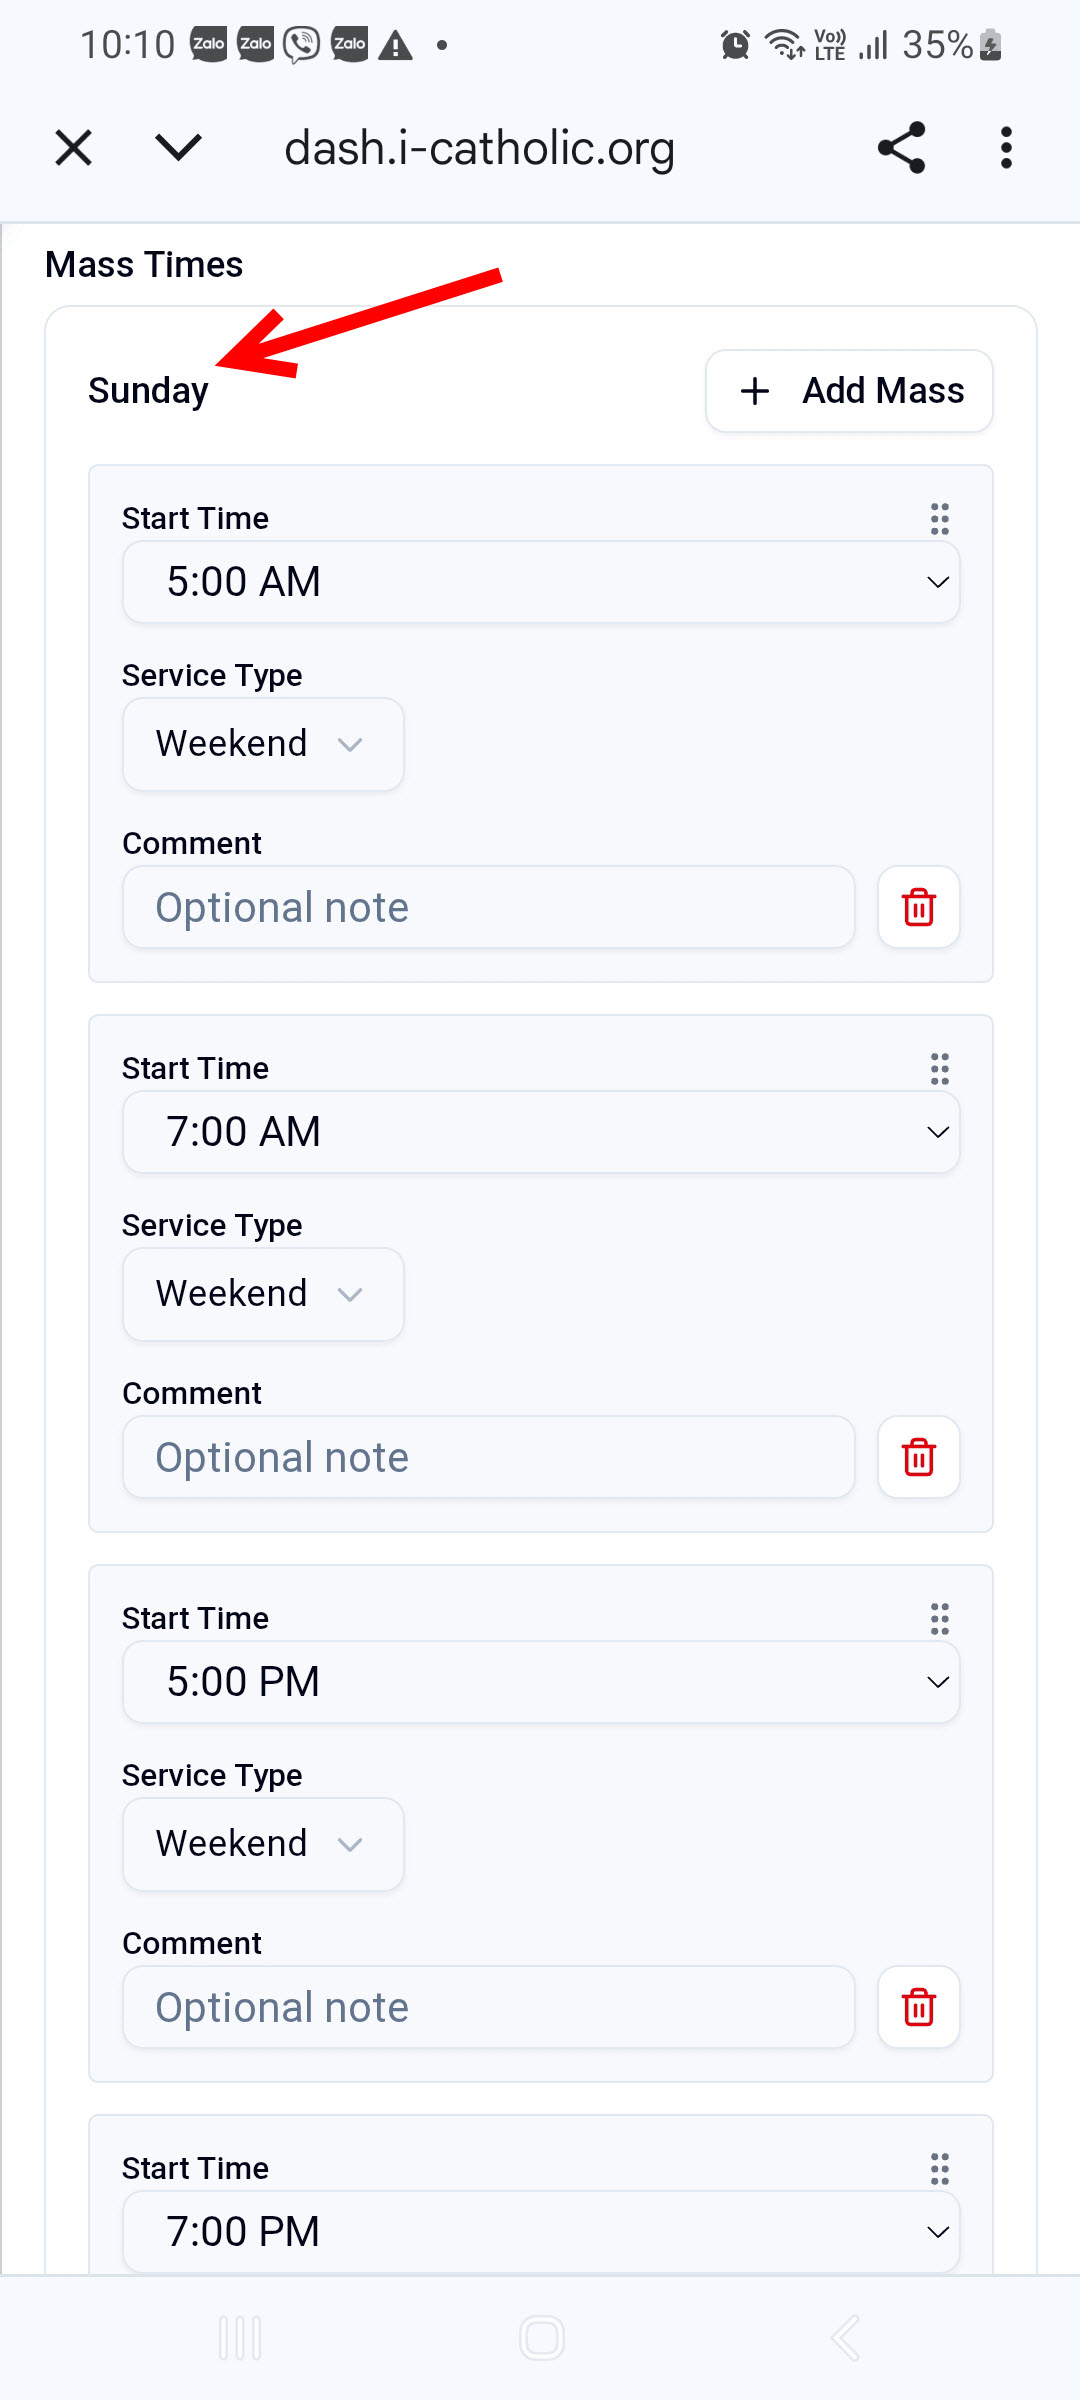 10:10 Zalo Zalo Zalo Vo)) LTE 35%
dash.i-catholic.org
Mass Times
Sunday
+ Add Mass
Start Time
5:00 AM
Service Type
Weekend
Comment
Optional note
Start Time
7:00 AM
Service Type
Weekend
Comment
Optional note
Start Time
5:00 PM
Service Type
Weekend
Comment
Optional note
Start Time
7:00 PM